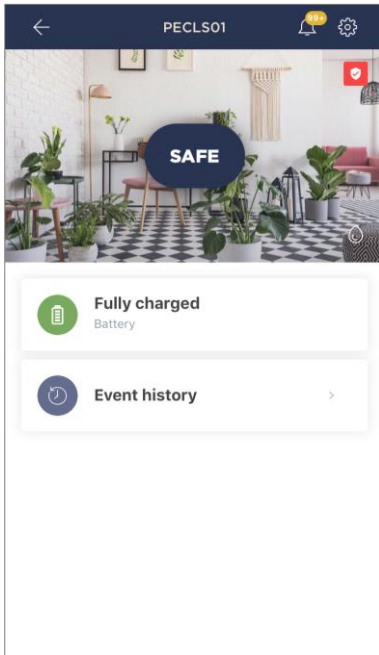 PECLS01
99+
SAFE
Fully charged
Battery
Event history